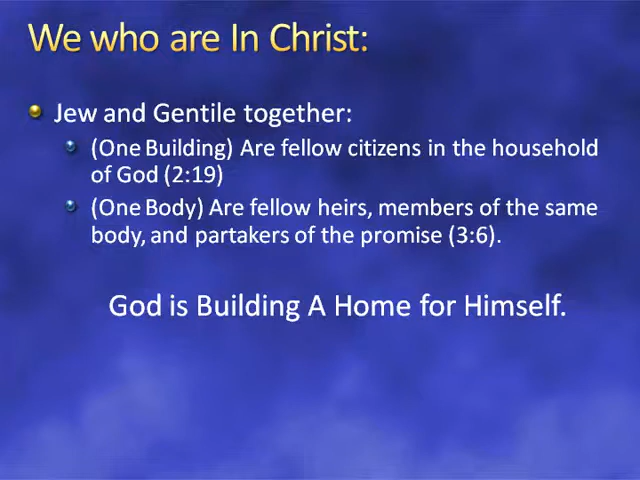 We who are In Christ:
Jew and Gentile together:
(One Building) Are fellow citizens in the household
of God (2:19)
(One Body) Are fellow heirs, members of the same
body, and partakers of the promise (3:6).
God is Building A Home for Himself.